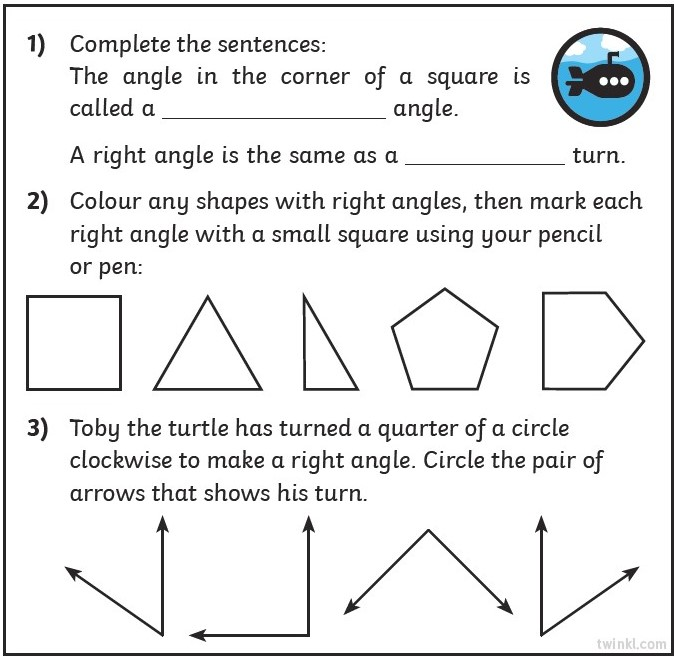 1) Complete the sentences:
The angle in the corner of a square is
called a ____________________ angle.
A right angle is the same as a ______________ turn.
2) Colour any shapes with right angles, then mark each
right angle with a small square using your pencil
or pen:
3) Toby the turtle has turned a quarter of a circle
clockwise to make a right angle. Circle the pair of
arrows that shows his turn.
twinkl.com